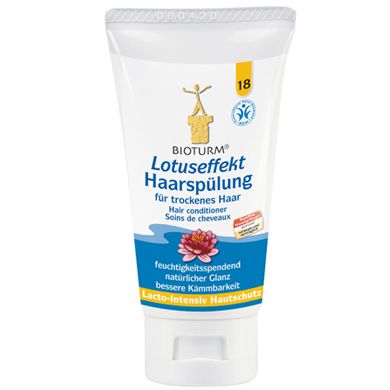 060420
18
BIOTURM®
Lotuseffekt
Haarspülung
für trockenes Haar
Hair conditioner
Soins de cheveaux
feuchtigkeitsspendend
natürlicher Glanz
bessere Kämmbarkeit
Lacto-Intensiv Hautschutz